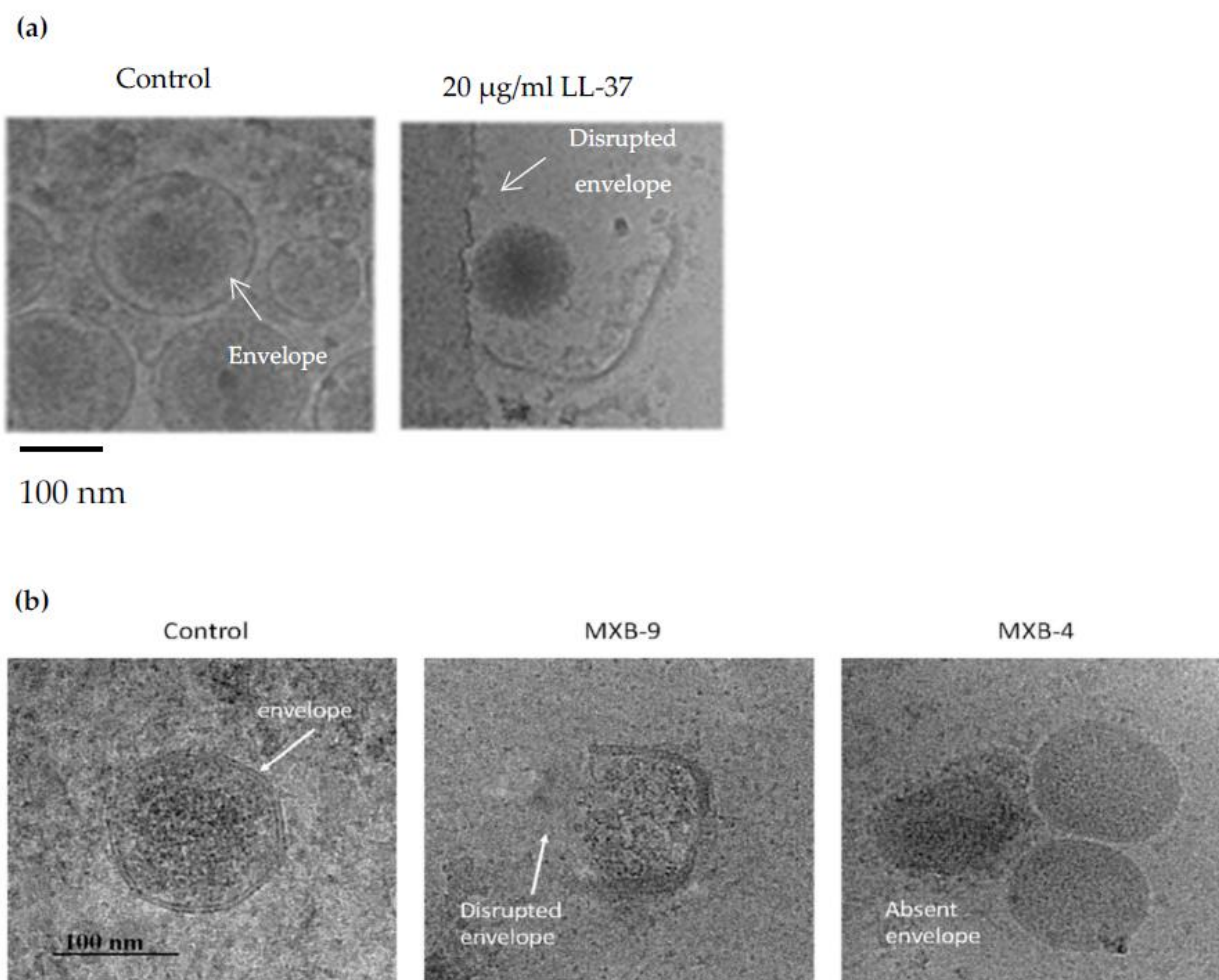 (a)
Control
20 µg/ml LL-37
Disrupted
envelope
Envelope
100 nm
(b)
Control
MXB-9
MXB-4
envelope
100 nm
Disrupted
envelope
Absent
envelope